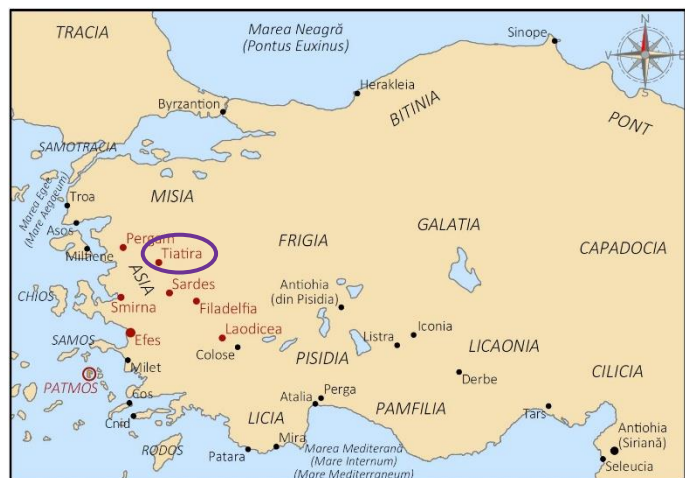 TRACIA
Marea Neagră
(Pontus Euxinus)
Sinope
N
V
E
S
Herakleia
Byrzantion
BITINIA
PONT
SAMOTRACIA
Marea Egee
(Mare Aegaeum)
Troa
MISIA
Asos
GALATIA
Pergam
Tiatira
FRIGIA
CAPADOCIA
Militene
ASIA
Sardes
Antiohia
(din Pisidia)
CHIOS
Smirna
Filadelfia
Efes
Laodicea
Iconia
SAMOS
Colose
Listra
LICAONIA
Milet
PISIDIA
Derbe
CILICIA
PATMOS
Cos
Perga
Atalia
PAMFILIA
Tars
Cnid
LICIA
Antiohia
(Siriană)
RODOS
Mira
Patara
Marea Mediterană
(Mare Internum)
(Mare Mediterraneum)
Seleucia